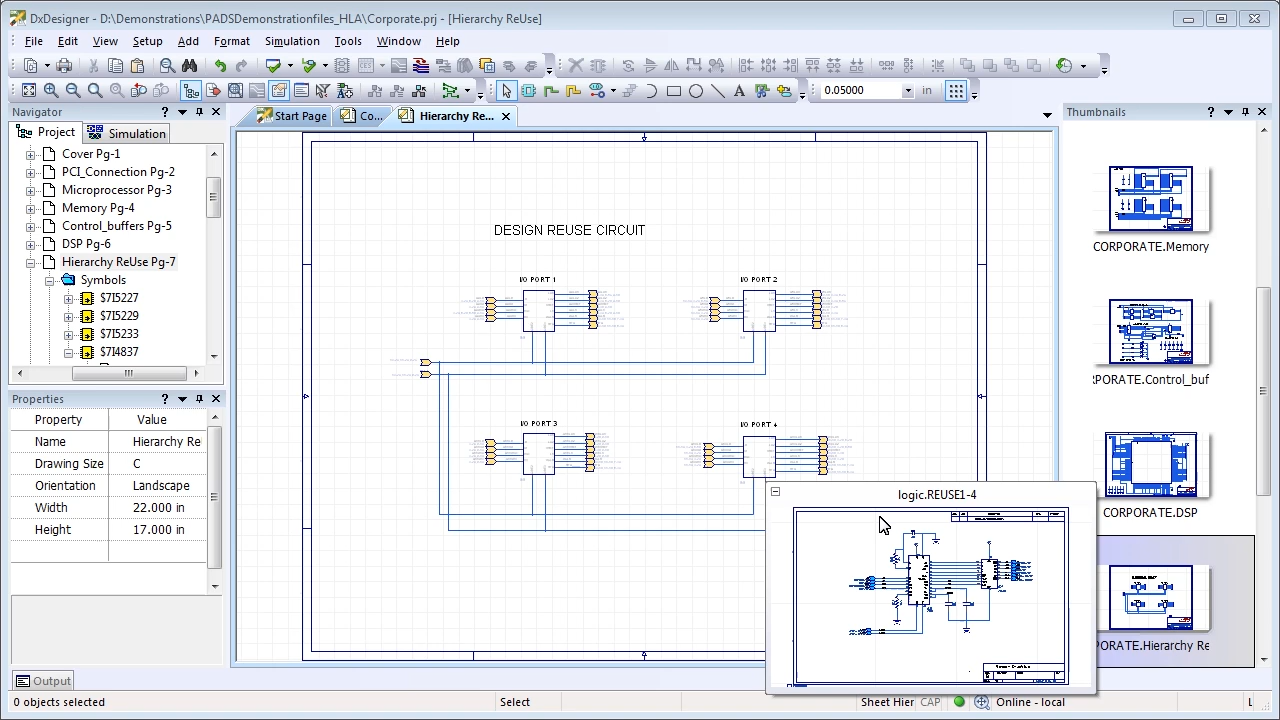 DxDesigner - D:\Demonstrations\PADSDemonstrationfiles_HLA\Corporate.prj - [Hierarchy ReUse]
File Edit View Setup Add Format Simulation Tools Window Help
0.05000 in
Navigator
Project Simulation
Cover Pg-1
PCI_Connection Pg-2
Microprocessor Pg-3
Memory Pg-4
Control_buffers Pg-5
DSP Pg-6
Hierarchy ReUse Pg-7
Symbols
$7I5227
$7I5229
$7I5233
$7I4837
Properties
Property Value
Name Hierarchy Re
Drawing Size C
Orientation Landscape
Width 22.000 in
Height 17.000 in
Output
Start Page Co... Hierarchy Re...
DESIGN REUSE CIRCUIT
I/O PORT 1 I/O PORT 2
I/O PORT 3 I/O PORT 4
logic.REUSE1-4
Thumbnails
CORPORATE.Memory
RPORATE.Control_buf
CORPORATE.DSP
PORATE.Hierarchy Re
0 objects selected Select Sheet Hier CAP Online - local L